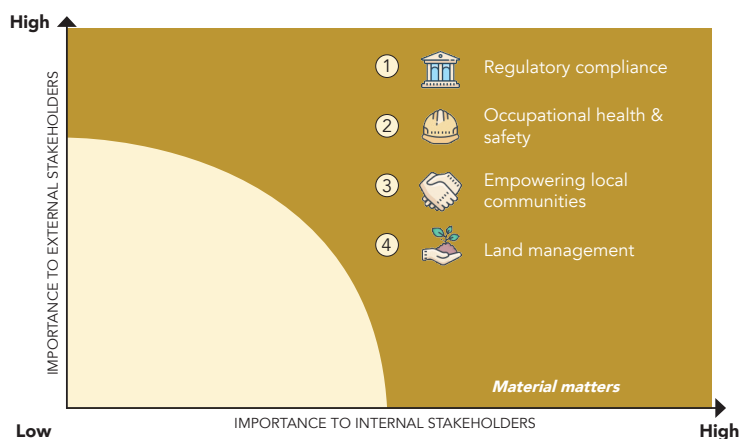 High
IMPORTANCE TO EXTERNAL STAKEHOLDERS
1
Regulatory compliance
2
Occupational health &
safety
3
Empowering local
communities
4
Land management
Material matters
Low
IMPORTANCE TO INTERNAL STAKEHOLDERS
High